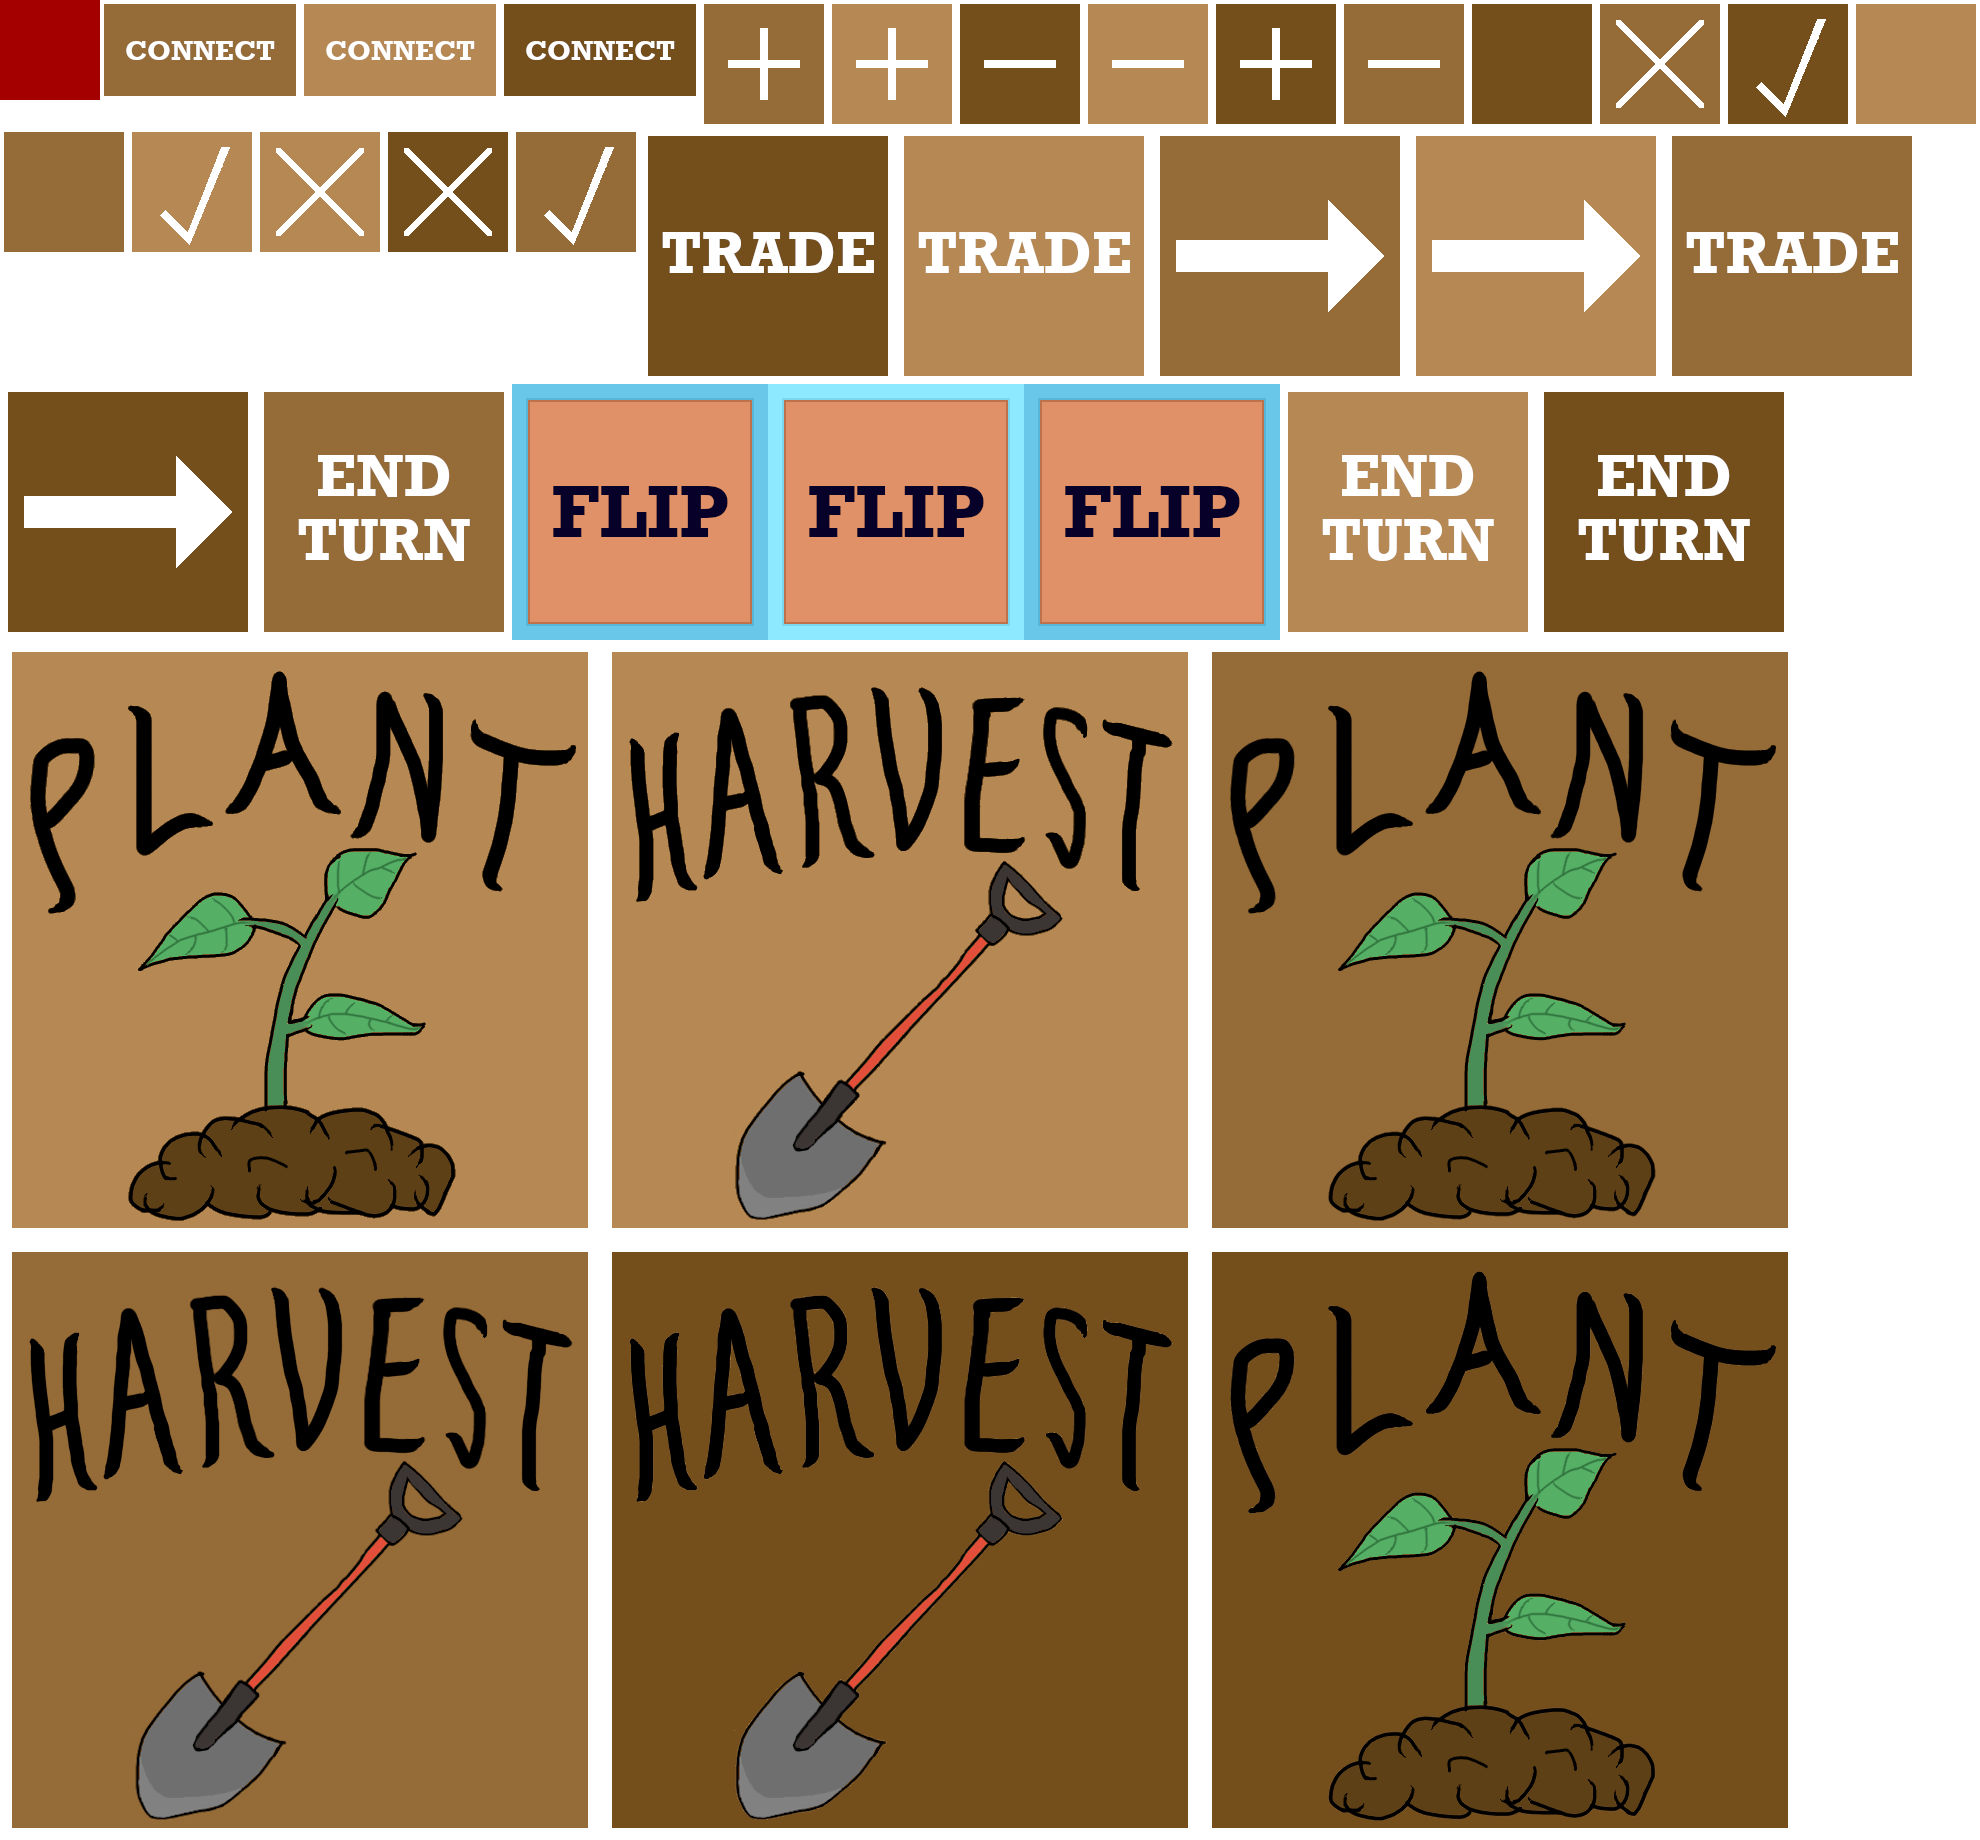 CONNECT
CONNECT
CONNECT
TRADE
TRADE
TRADE
END
TURN
FLIP
FLIP
FLIP
END
TURN
END
TURN
PLANT
HARVEST
PLANT
HARVEST
HARVEST
PLANT